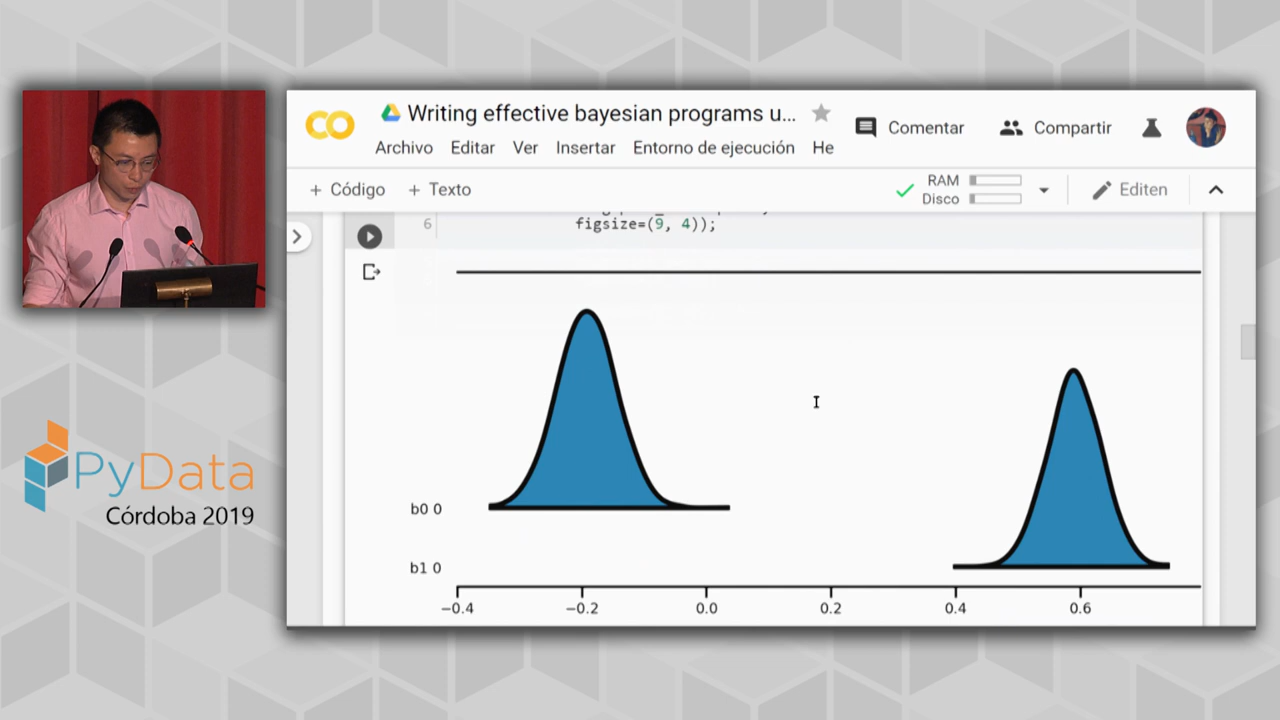 CO
Writing effective bayesian programs u...
Comentar
Compartir
Archivo Editar Ver Insertar Entorno de ejecución He
+ Código + Texto
RAM
Disco
Editen
6 figsize=(9, 4));
b0 0
b1 0
−0.4 −0.2 0.0 0.2 0.4 0.6
PyData
Córdoba 2019